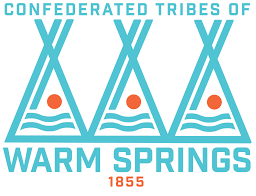 CONFEDERATED TRIBES OF
WARM SPRINGS
1855